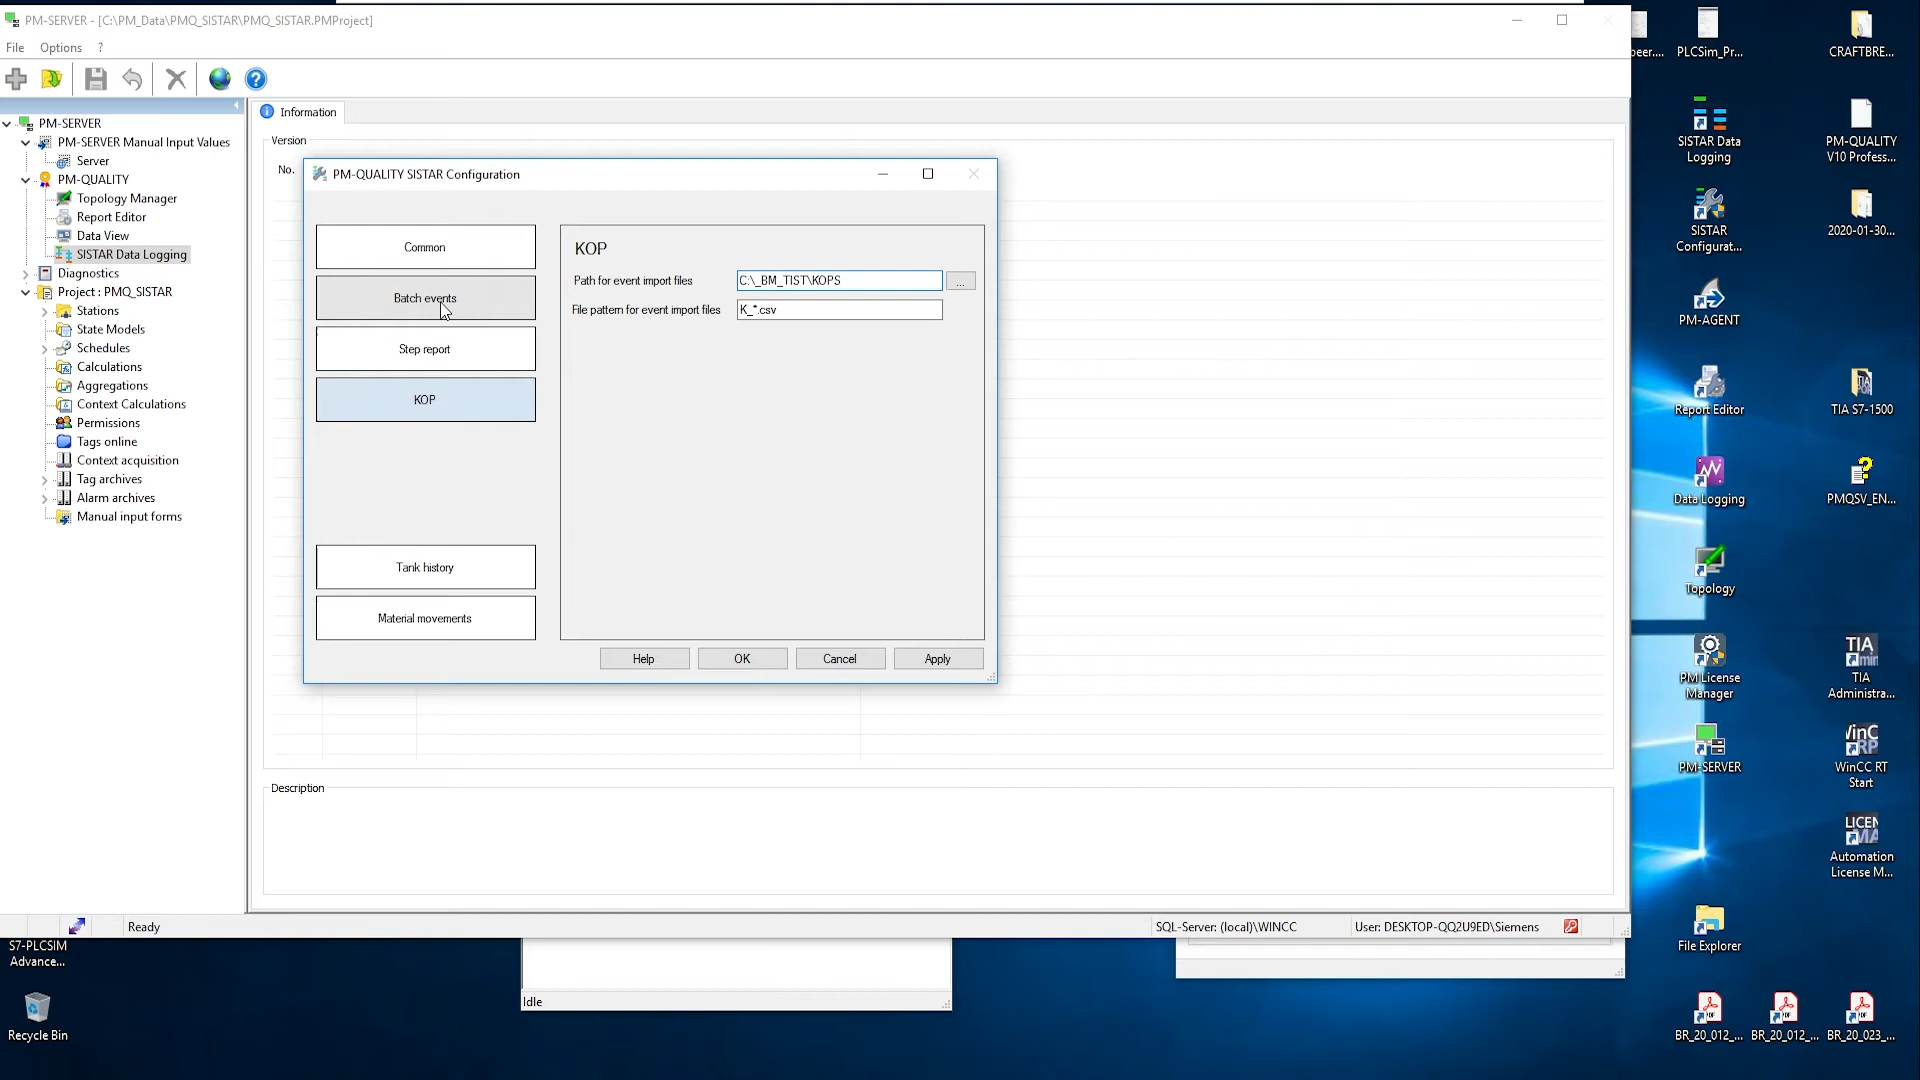 PM-SERVER - [C:\PM_Data\PMQ_SISTAR\PMQ_SISTAR.PMProject]
File Options ?
PM-SERVER
PM-SERVER Manual Input Values
Server
PM-QUALITY
Topology Manager
Report Editor
Data View
SISTAR Data Logging
Diagnostics
Project : PMQ_SISTAR
Stations
State Models
Schedules
Calculations
Aggregations
Context Calculations
Permissions
Tags online
Context acquisition
Tag archives
Alarm archives
Manual input forms
Information
Version
No.
PM-QUALITY SISTAR Configuration
Common
Batch events
Step report
KOP
Tank history
Material movements
KOP
Path for event import files
C:\_BM_TIST\KOPS
...
File pattern for event import files
K_*.csv
Help
OK
Cancel
Apply
Description
Ready
SQL-Server: (local)\WINCC
User: DESKTOP-QQ2U9ED\Siemens
Idle
S7-PLCSIM
Advance...
Recycle Bin
beer....
PLCSim_Pr...
CRAFTBRE...
SISTAR Data
Logging
PM-QUALITY
V10 Profess...
SISTAR
Configurat...
2020-01-30...
PM-AGENT
Report Editor
TIA S7-1500
Data Logging
PMQSV_EN...
Topology
PM License
Manager
TIA
Administra...
PM-SERVER
WinCC RT
Start
Automation
License M...
File Explorer
BR_20_012_...
BR_20_012_...
BR_20_023_...